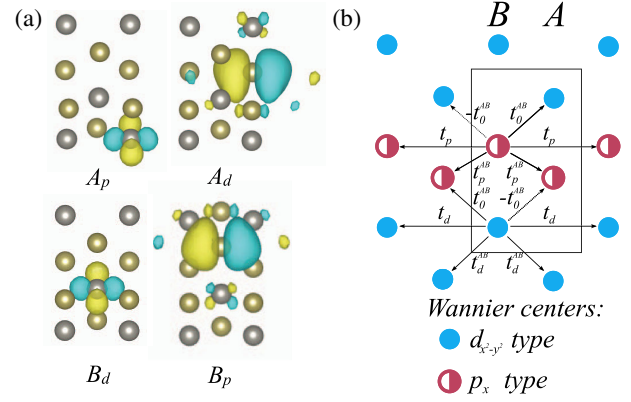 (a)
A_p
A_d
B_d
B_p
(b)
B A
-t_0^{AB} t_0^{AB}
t_p t_p
t_p^{AB} t_p^{AB}
t_0^{AB} -t_0^{AB}
t_d t_d
t_d^{AB} t_d^{AB}
Wannier centers:
d_{x^2-y^2} type
p_x type